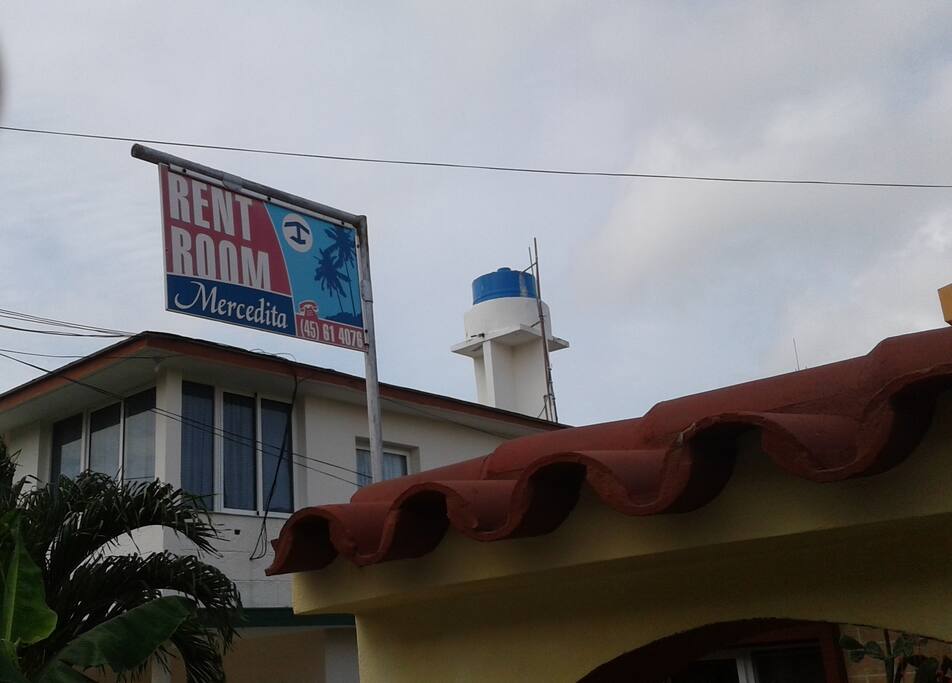 RENT
ROOM
Mercedita
(45) 61 4076